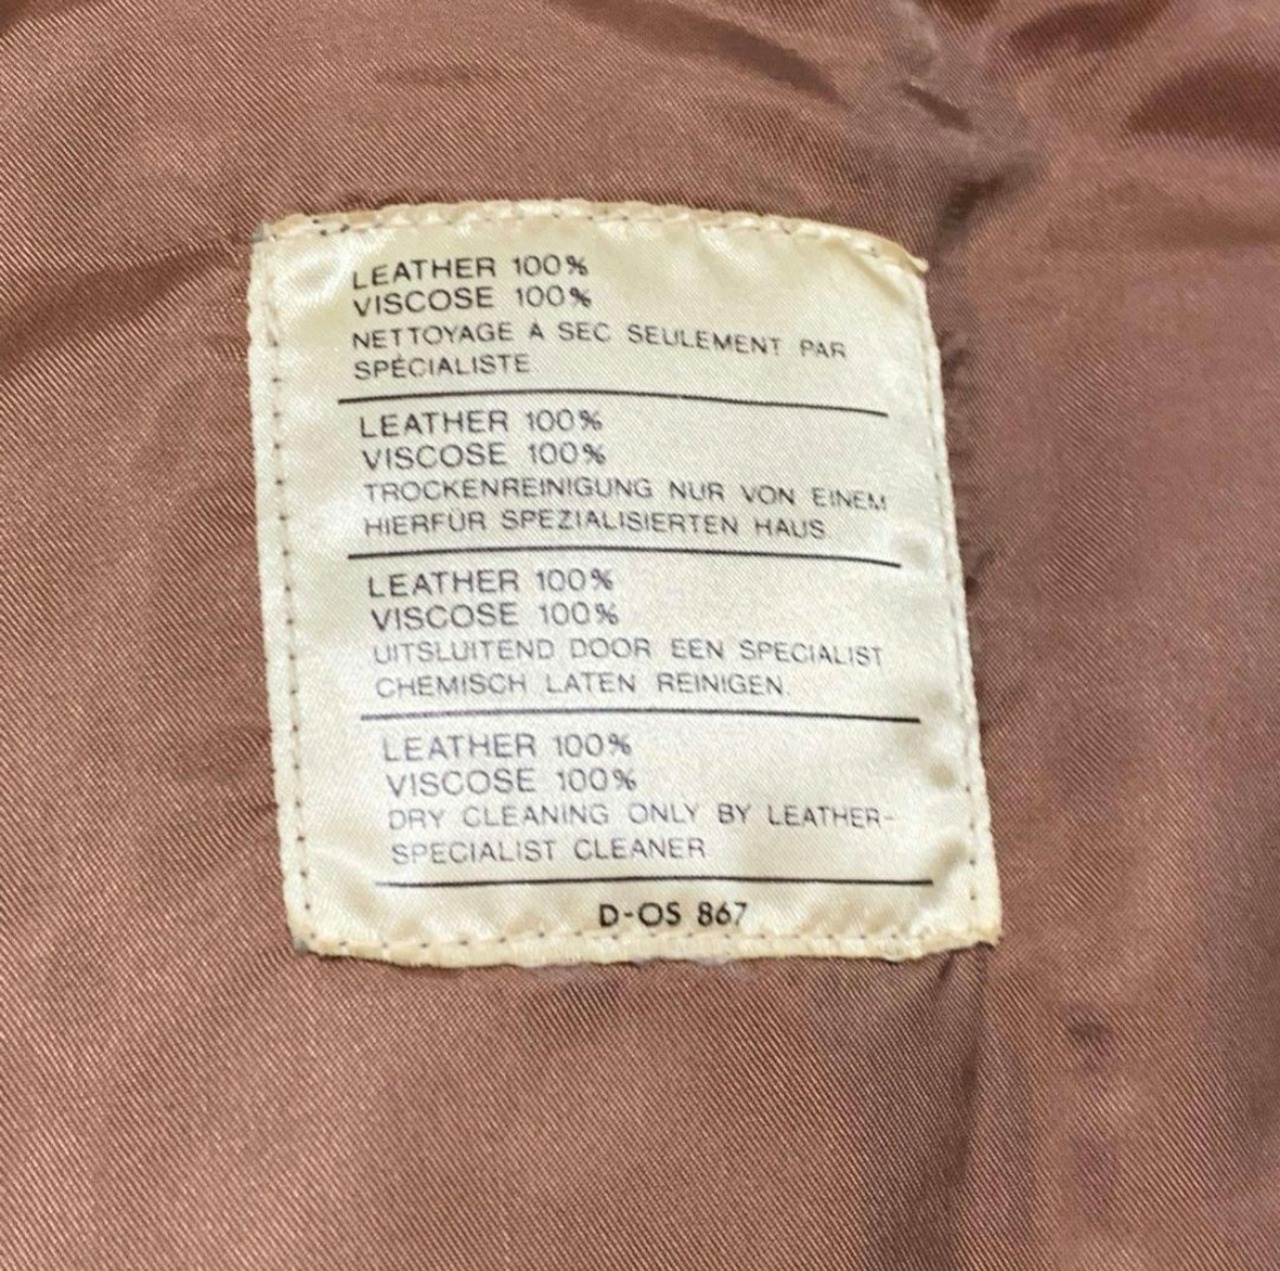 LEATHER 100%
VISCOSE 100%
NETTOYAGE À SEC SEULEMENT PAR
SPÉCIALISTE
LEATHER 100%
VISCOSE 100%
TROCKENREINIGUNG NUR VON EINEM
HIERFÜR SPEZIALISIERTEN HAUS.
LEATHER 100%
VISCOSE 100%
UITSLUITEND DOOR EEN SPECIALIST
CHEMISCH LATEN REINIGEN.
LEATHER 100%
VISCOSE 100%
DRY CLEANING ONLY BY LEATHER-
SPECIALIST CLEANER
D-OS 867